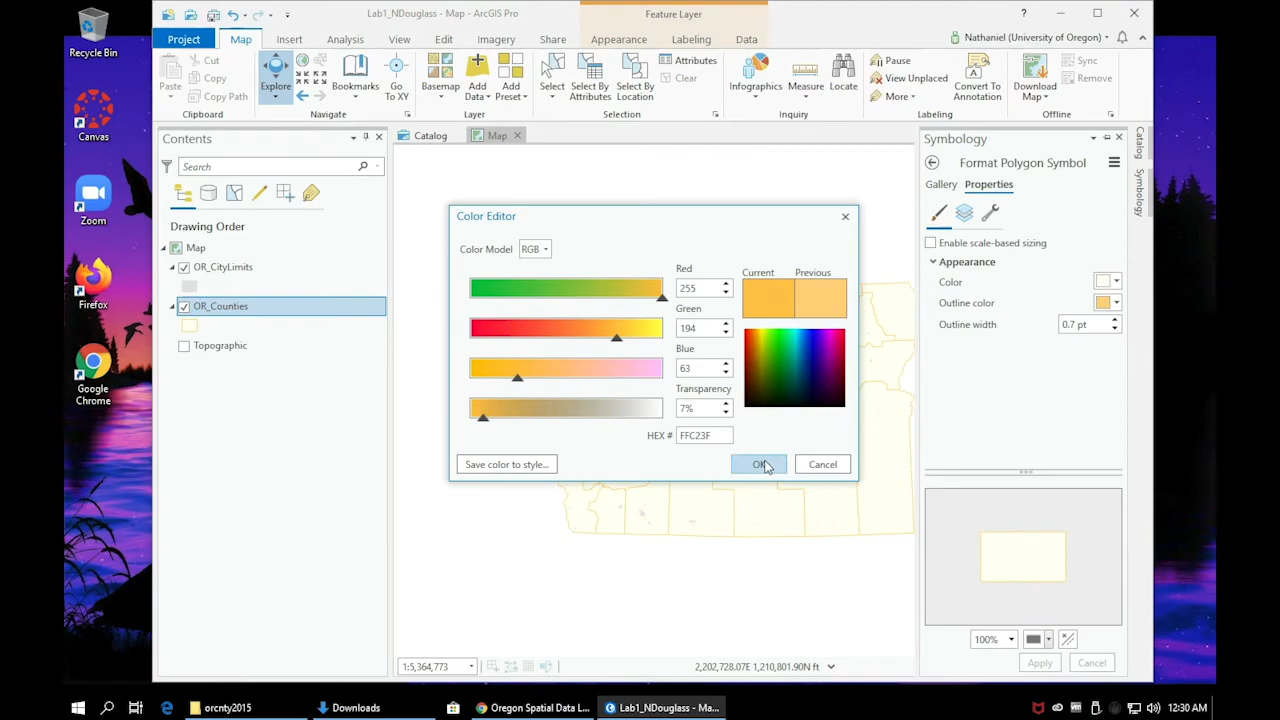 Recycle Bin
Canvas
Zoom
Firefox
Google
Chrome
Lab1_NDouglass - Map - ArcGIS Pro
Feature Layer
?
Project
Map
Insert
Analysis
View
Edit
Imagery
Share
Appearance
Labeling
Data
Nathaniel (University of Oregon)
Paste
Cut
Copy
Copy Path
Clipboard
Explore
Bookmarks
Go
To XY
Navigate
Basemap
Add
Data
Add
Preset
Layer
Select
Select By
Attributes
Select By
Location
Attributes
Clear
Selection
Infographics
Measure
Locate
Inquiry
Pause
View Unplaced
More
Convert To
Annotation
Labeling
Download
Map
Sync
Remove
Offline
Contents
Search
Drawing Order
Map
OR_CityLimits
OR_Counties
Topographic
Catalog
Map
Color Editor
Color Model
RGB
Red
255
Green
194
Blue
63
Transparency
7%
HEX #
FFC23F
Current
Previous
Save color to style...
OK
Cancel
1:5,364,773
2,202,728.07E 1,210,801.90N ft
Symbology
Format Polygon Symbol
Gallery
Properties
Enable scale-based sizing
Appearance
Color
Outline color
Outline width
0.7 pt
100%
Apply
Cancel
Catalog
Symbology
orcnty2015
Downloads
Oregon Spatial Data L...
Lab1_NDouglass - Ma...
12:30 AM